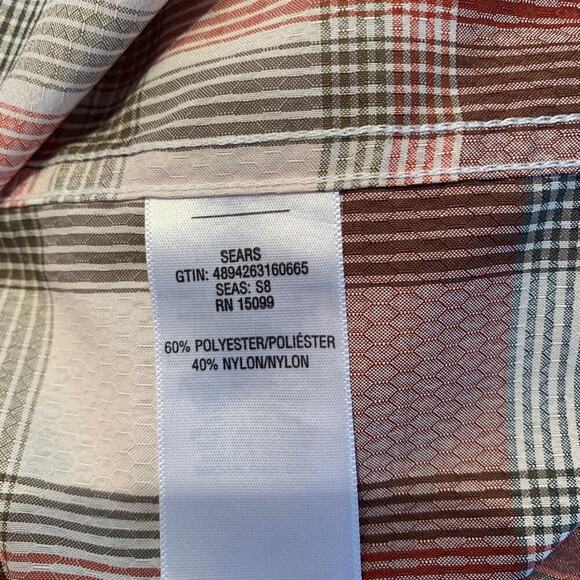 SEARS
GTIN: 4894263160665
SEAS: S8
RN 15099
60% POLYESTER/POLIÉSTER
40% NYLON/NYLON